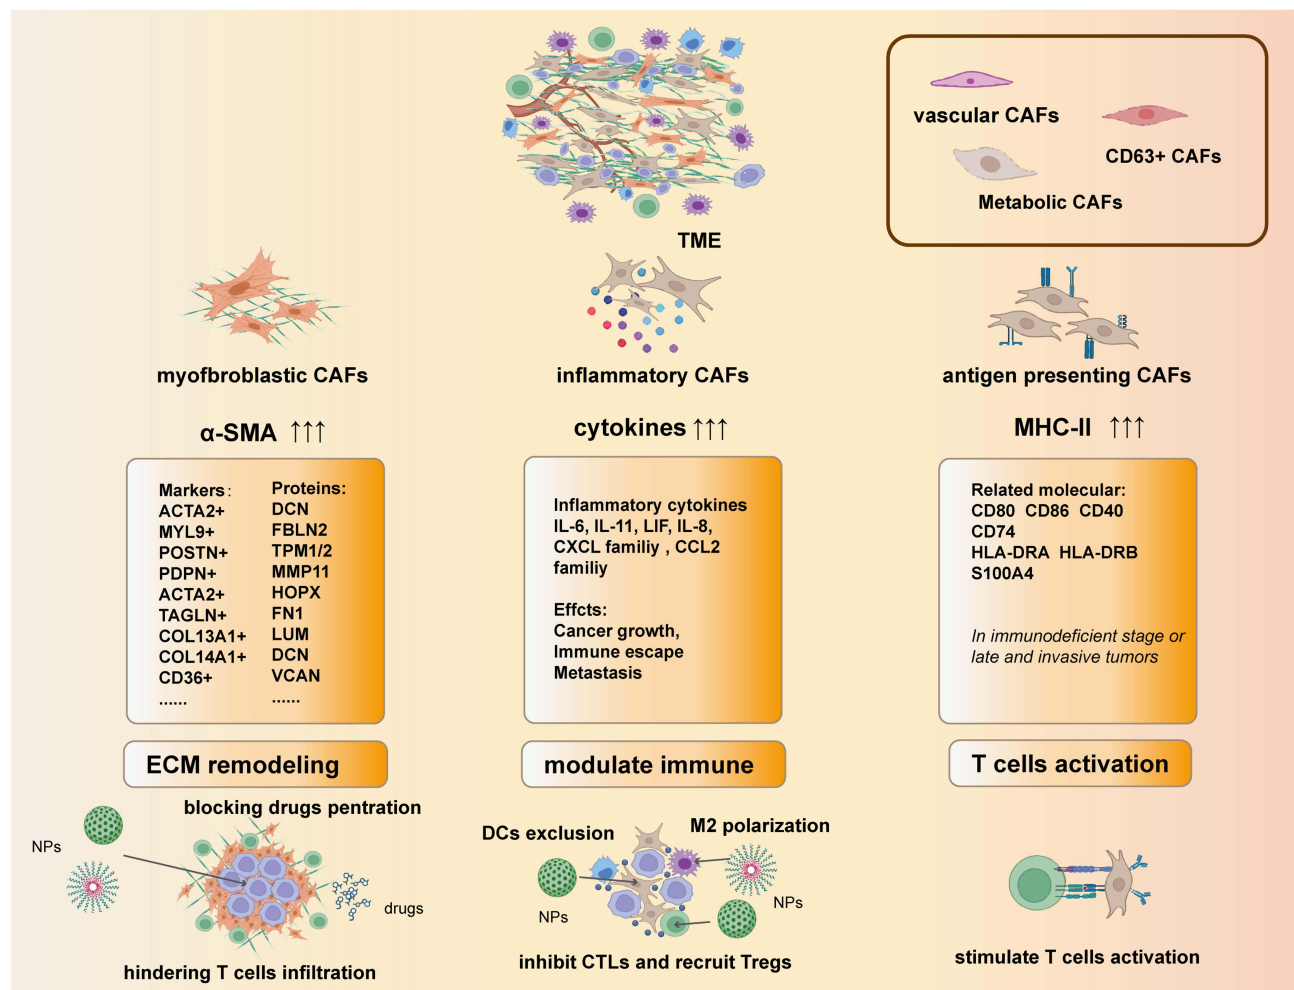 vascular CAFs
CD63+ CAFs
Metabolic CAFs
TME
myofbroblastic CAFs
inflammatory CAFs
antigen presenting CAFs
α-SMA ↑↑↑
cytokines ↑↑↑
MHC-II ↑↑↑
Markers:
ACTA2+
MYL9+
POSTN+
PDPN+
ACTA2+
TAGLN+
COL13A1+
COL14A1+
CD36+
......
Proteins:
DCN
FBLN2
TPM1/2
MMP11
HOPX
FN1
LUM
DCN
VCAN
......
Inflammatory cytokines
IL-6, IL-11, LIF, IL-8,
CXCL familiy , CCL2
familiy
Effcts:
Cancer growth,
Immune escape
Metastasis
Related molecular:
CD80 CD86 CD40
CD74
HLA-DRA HLA-DRB
S100A4
In immunodeficient stage or
late and invasive tumors
ECM remodeling
modulate immune
T cells activation
blocking drugs pentration
NPs
drugs
hindering T cells infiltration
DCs exclusion
M2 polarization
NPs
NPs
inhibit CTLs and recruit Tregs
stimulate T cells activation